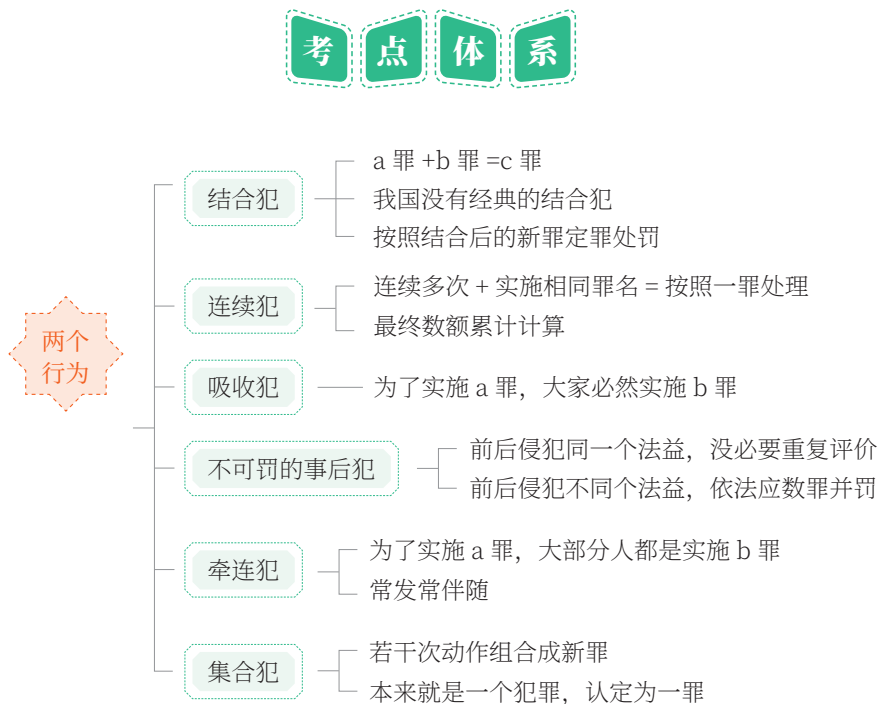 考点体系
两个
行为
结合犯
a 罪 +b 罪 =c 罪
我国没有经典的结合犯
按照结合后的新罪定罪处罚
连续犯
连续多次 + 实施相同罪名 = 按照一罪处理
最终数额累计计算
吸收犯
为了实施 a 罪，大家必然实施 b 罪
不可罚的事后犯
前后侵犯同一个法益，没必要重复评价
前后侵犯不同个法益，依法应数罪并罚
牵连犯
为了实施 a 罪，大部分人都是实施 b 罪
常发常伴随
集合犯
若干次动作组合成新罪
本来就是一个犯罪，认定为一罪